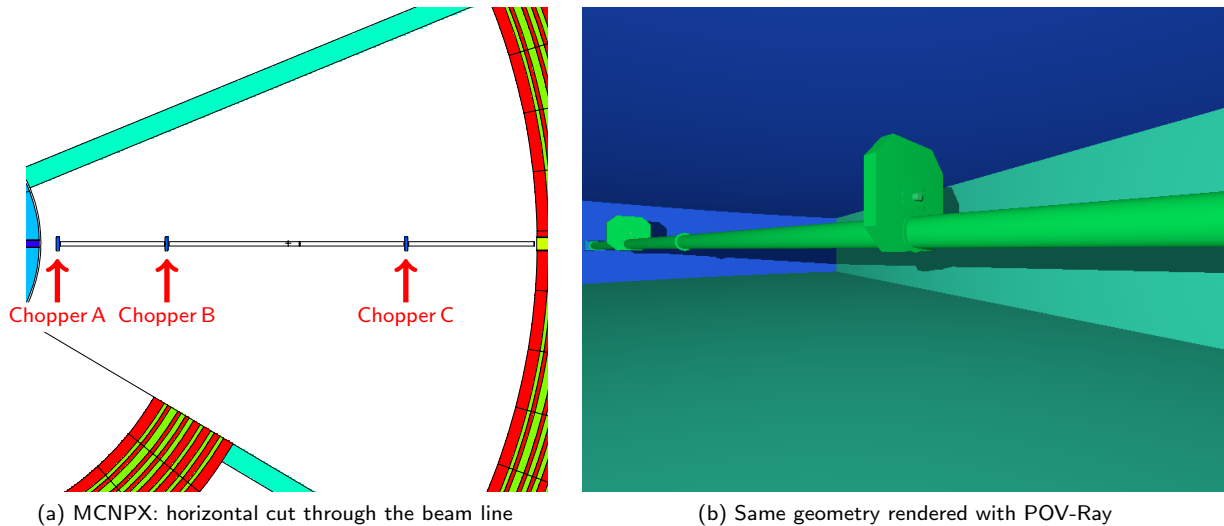 Chopper A Chopper B Chopper C
(a) MCNPX: horizontal cut through the beam line
(b) Same geometry rendered with POV-Ray